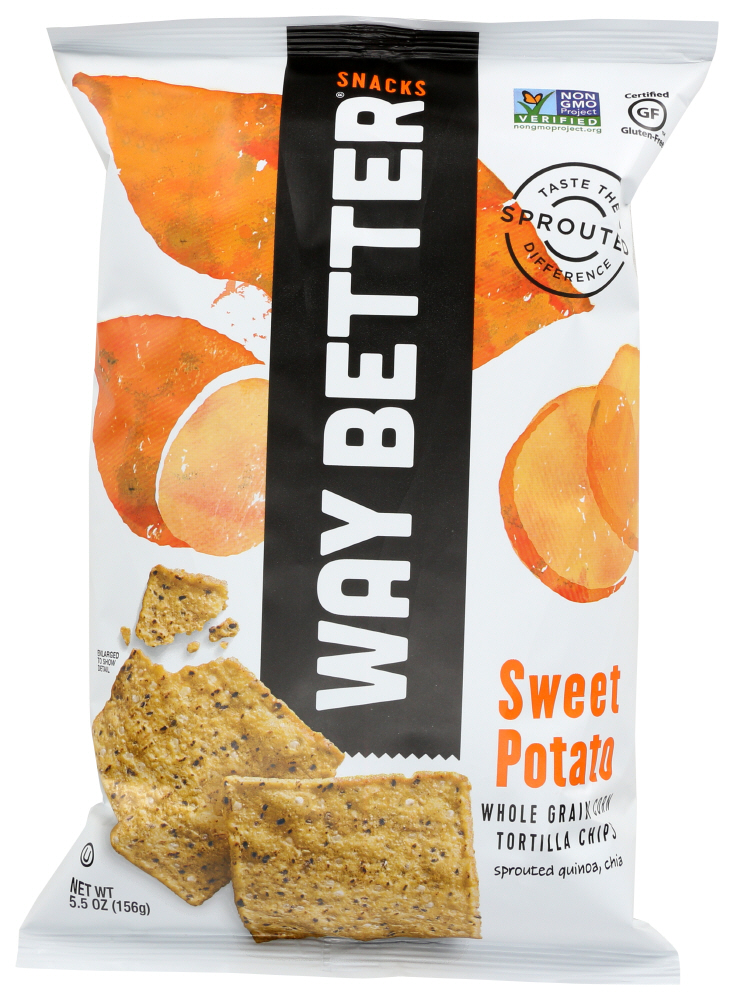 SNACKS
WAY BETTER®
NON
GMO
Project
VERIFIED
nongmoproject.org
Certified
GF
Gluten-Free
TASTE THE
SPROUTED
DIFFERENCE
ENLARGED
TO SHOW
DETAIL
Sweet
Potato
WHOLE GRAIN CORN
TORTILLA CHIPS
sprouted quinoa, chia
U
NET WT
5.5 OZ (156g)